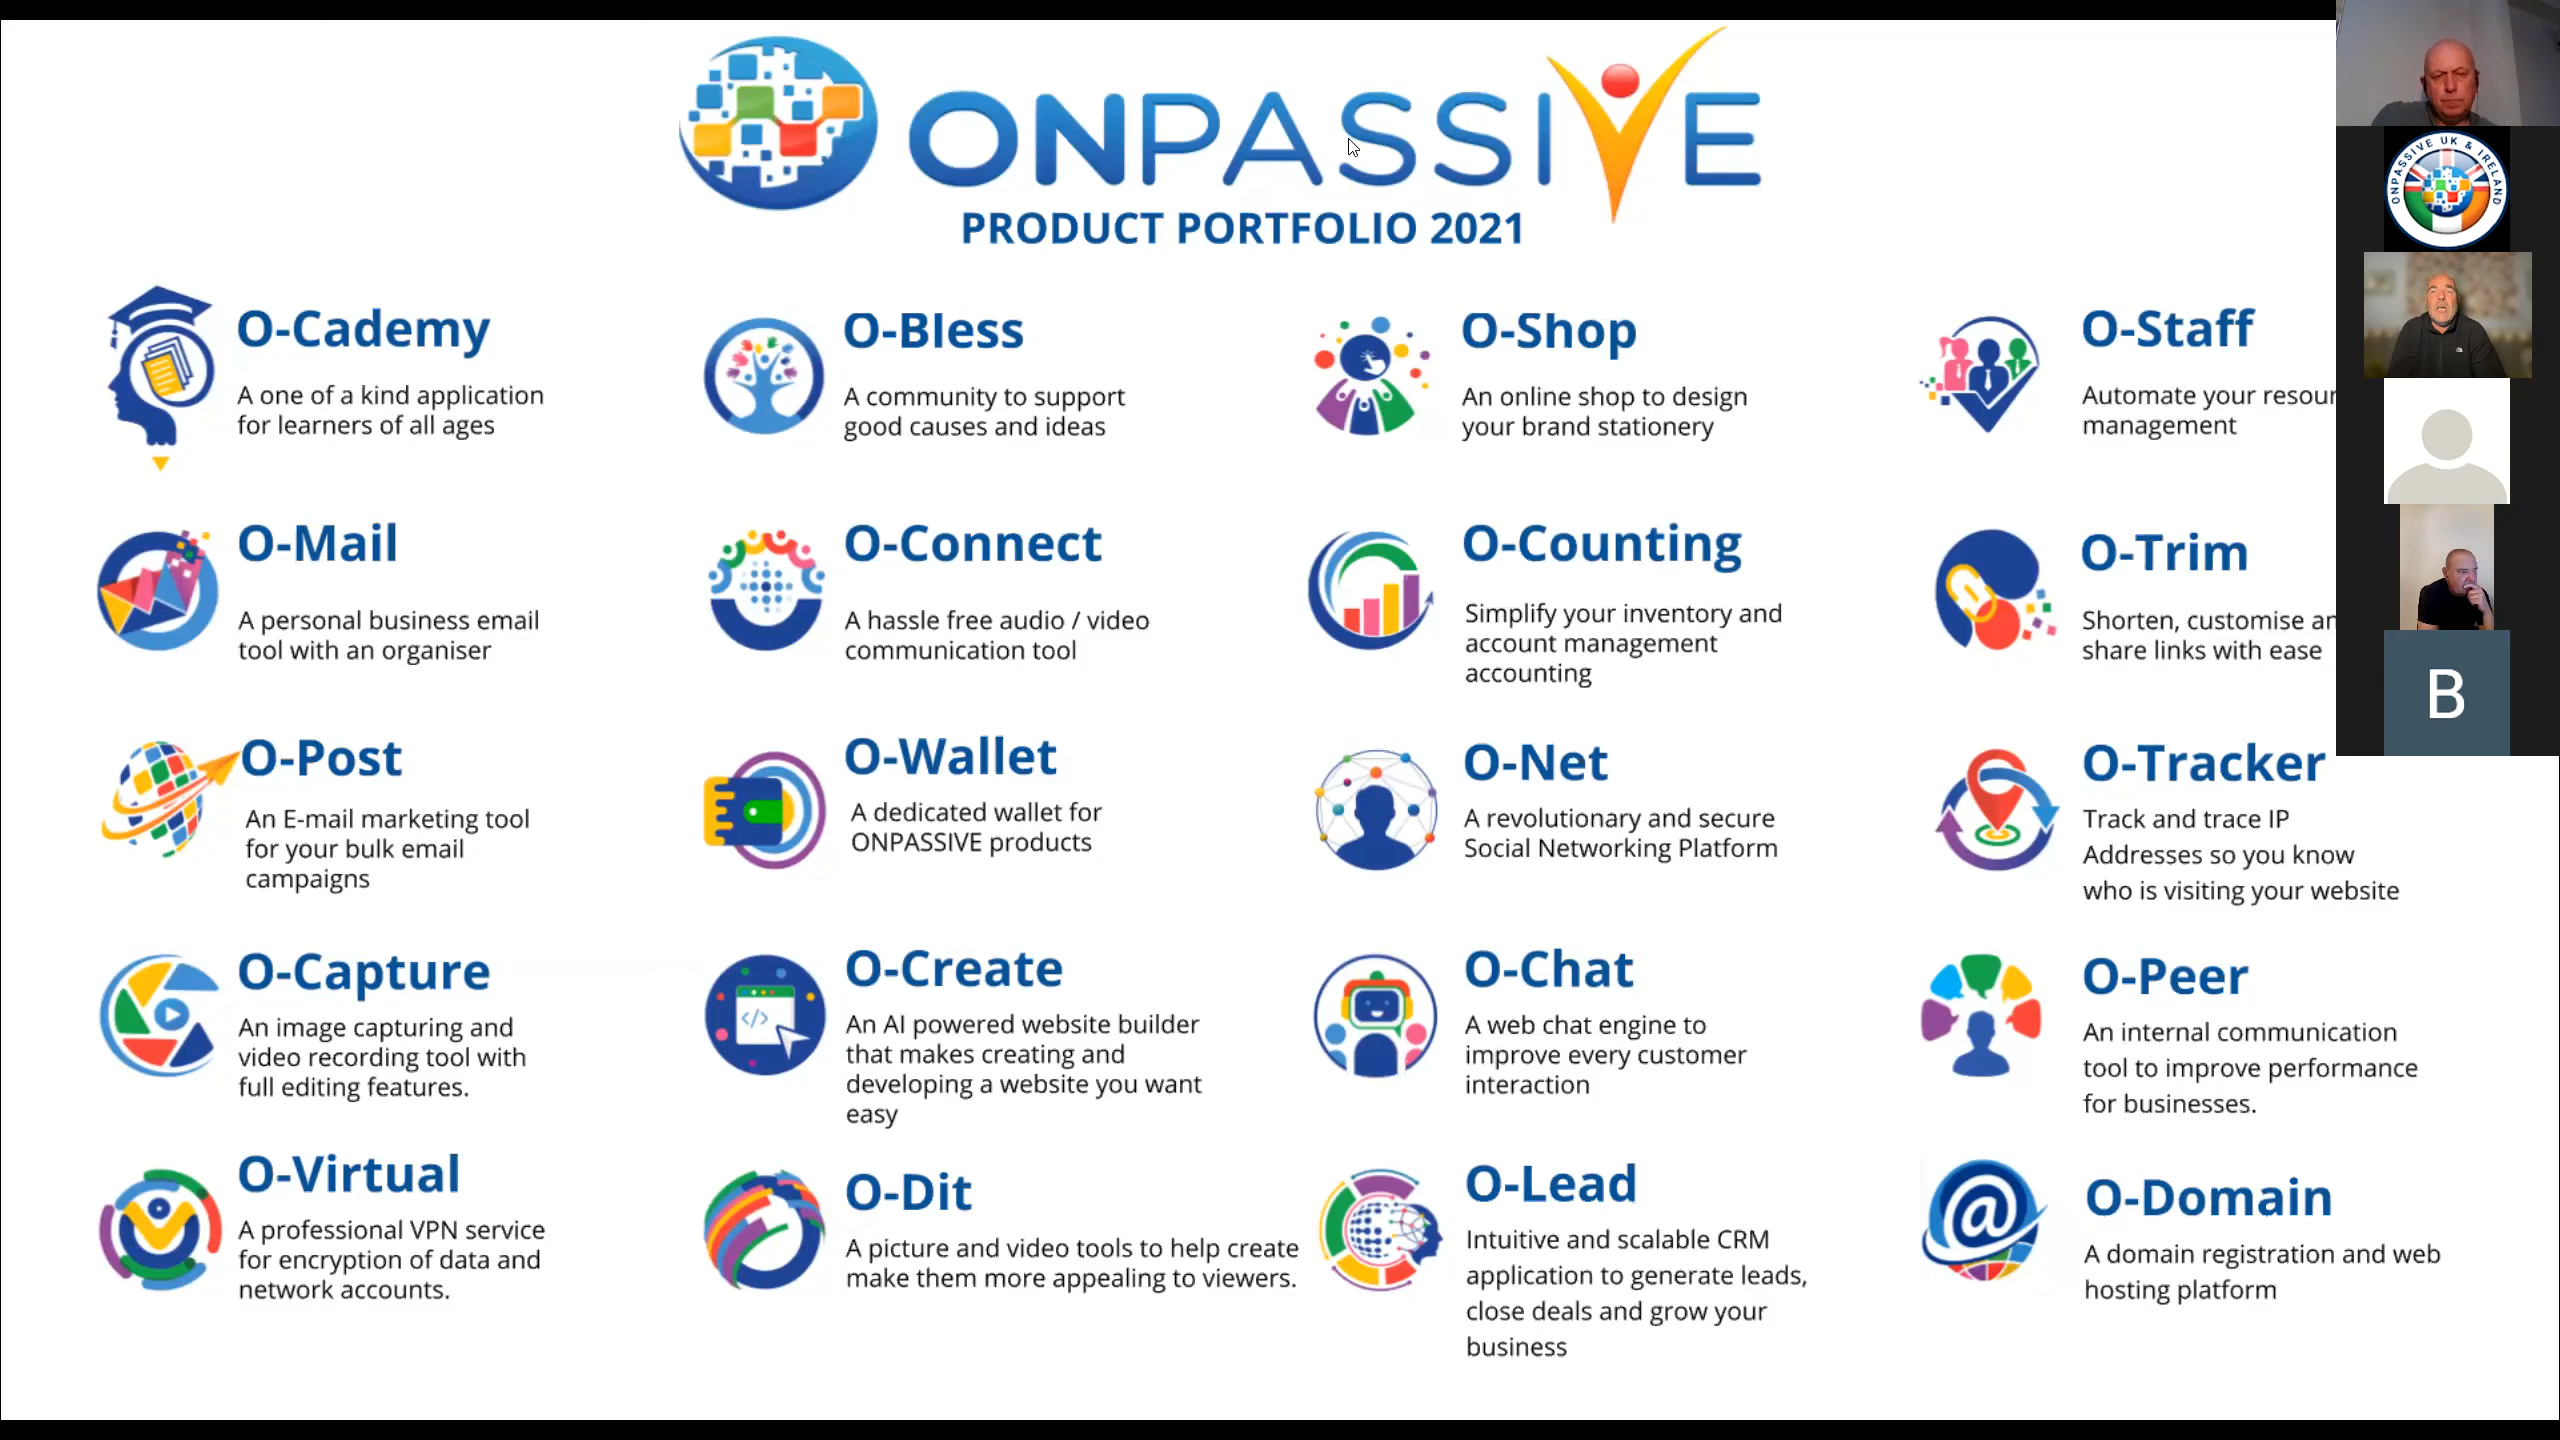 ONPASSIVE
PRODUCT PORTFOLIO 2021
O-Cademy
A one of a kind application
for learners of all ages
O-Bless
A community to support
good causes and ideas
O-Shop
An online shop to design
your brand stationery
O-Staff
Automate your
management
O-Mail
A personal business email
tool with an organiser
O-Connect
A hassle free audio / video
communication tool
O-Counting
Simplify your inventory and
account management
accounting
O-Trim
Shorten, customise
share links with ease
O-Post
An E-mail marketing tool
for your bulk email
campaigns
O-Wallet
A dedicated wallet for
ONPASSIVE products
O-Net
A revolutionary and secure
Social Networking Platform
O-Tracker
Track and trace IP
Addresses so you know
who is visiting your website
O-Capture
An image capturing and
video recording tool with
full editing features.
O-Create
An AI powered website builder
that makes creating and
developing a website you want
easy
O-Chat
A web chat engine to
improve every customer
interaction
O-Peer
An internal communication
tool to improve performance
for businesses.
O-Virtual
A professional VPN service
for encryption of data and
network accounts.
O-Dit
A picture and video tools to help create
make them more appealing to viewers.
O-Lead
Intuitive and scalable CRM
application to generate leads,
close deals and grow your
business
O-Domain
A domain registration and web
hosting platform
ONPASSIVE UK & IRELAND
B